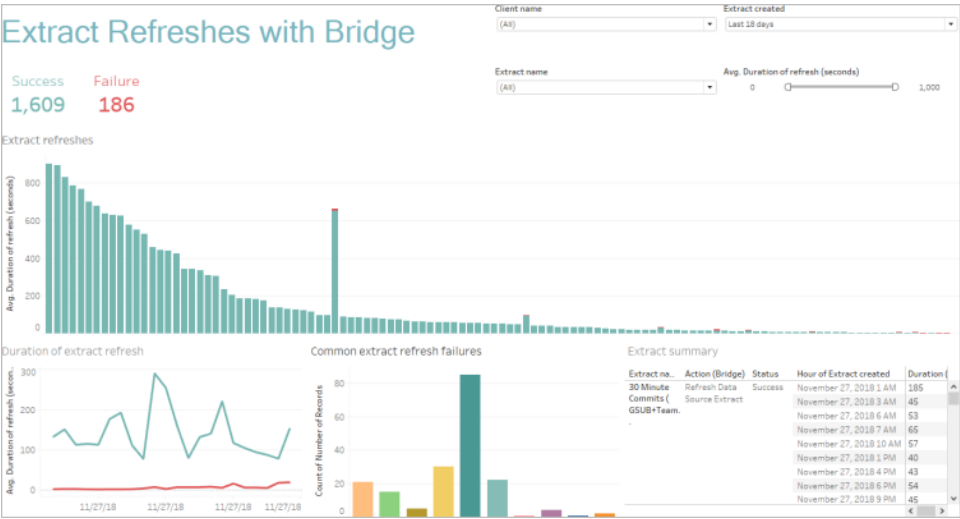 Extract Refreshes with Bridge
Client name
(All)
Extract created
Last 18 days
Success
1,609
Failure
186
Extract name
(All)
Avg. Duration of refresh (seconds)
0
1,000
Extract refreshes
Avg. Duration of refresh (seconds)
800
600
400
200
0
Duration of extract refresh
Avg. Duration of refresh (secon..
300
200
100
0
11/27/18 11/27/18 11/27/18 11/27/18
Common extract refresh failures
Count of Number of Records
80
60
40
20
0
Extract summary
Extract na.. Action (Bridge) Status Hour of Extract created Duration (
30 Minute Refresh Data Success November 27, 2018 1 AM 185
Commits ( Source Extract November 27, 2018 3 AM 45
GSUB+Team. November 27, 2018 6 AM 53
. November 27, 2018 7 AM 65
November 27, 2018 10 AM 57
November 27, 2018 1 PM 40
November 27, 2018 4 PM 43
November 27, 2018 6 PM 54
November 27, 2018 9 PM 45